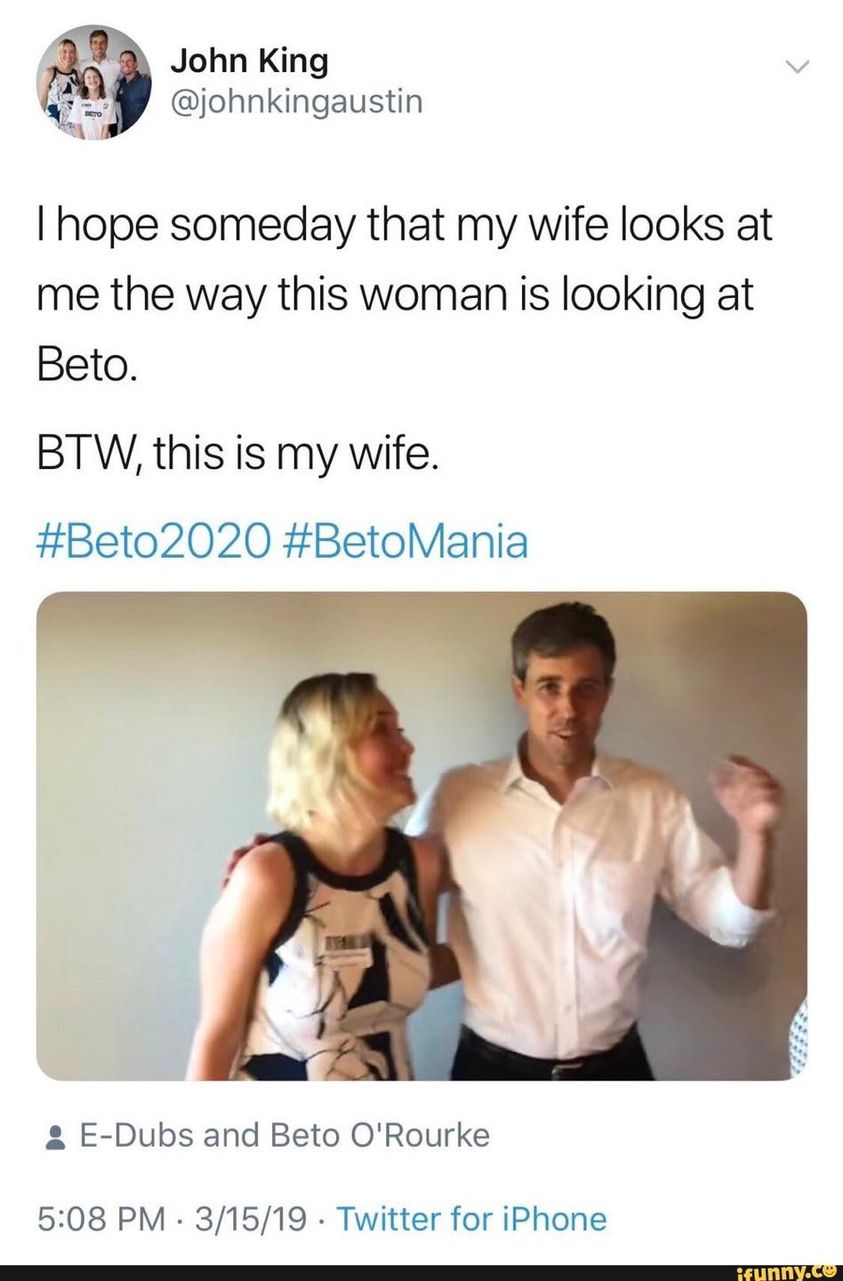 John King
@johnkingaustin
BETO
I hope someday that my wife looks at
me the way this woman is looking at
Beto.
BTW, this is my wife.
#Beto2020 #BetoMania
E-Dubs and Beto O'Rourke
5:08 PM · 3/15/19 · Twitter for iPhone
ifunny.co